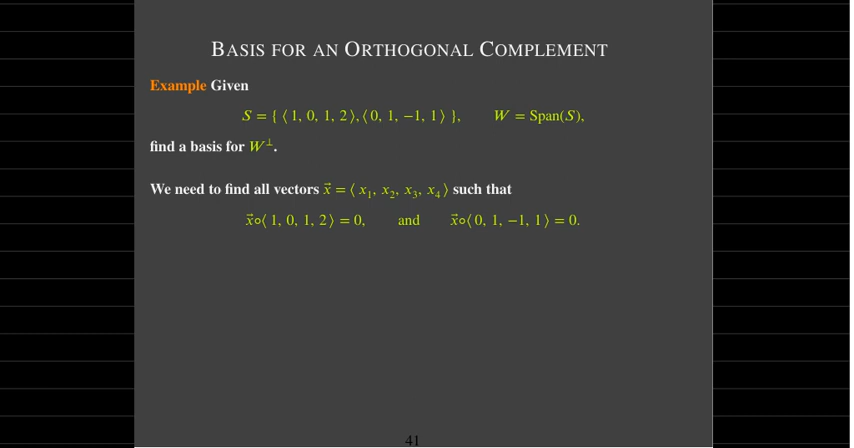 BASIS FOR AN ORTHOGONAL COMPLEMENT
Example Given
S = { ⟨ 1, 0, 1, 2 ⟩, ⟨ 0, 1, −1, 1 ⟩ }, W = Span(S),
find a basis for W⊥.
We need to find all vectors x⃗ = ⟨ x₁, x₂, x₃, x₄ ⟩ such that
x⃗∘⟨ 1, 0, 1, 2 ⟩ = 0, and x⃗∘⟨ 0, 1, −1, 1 ⟩ = 0.
41